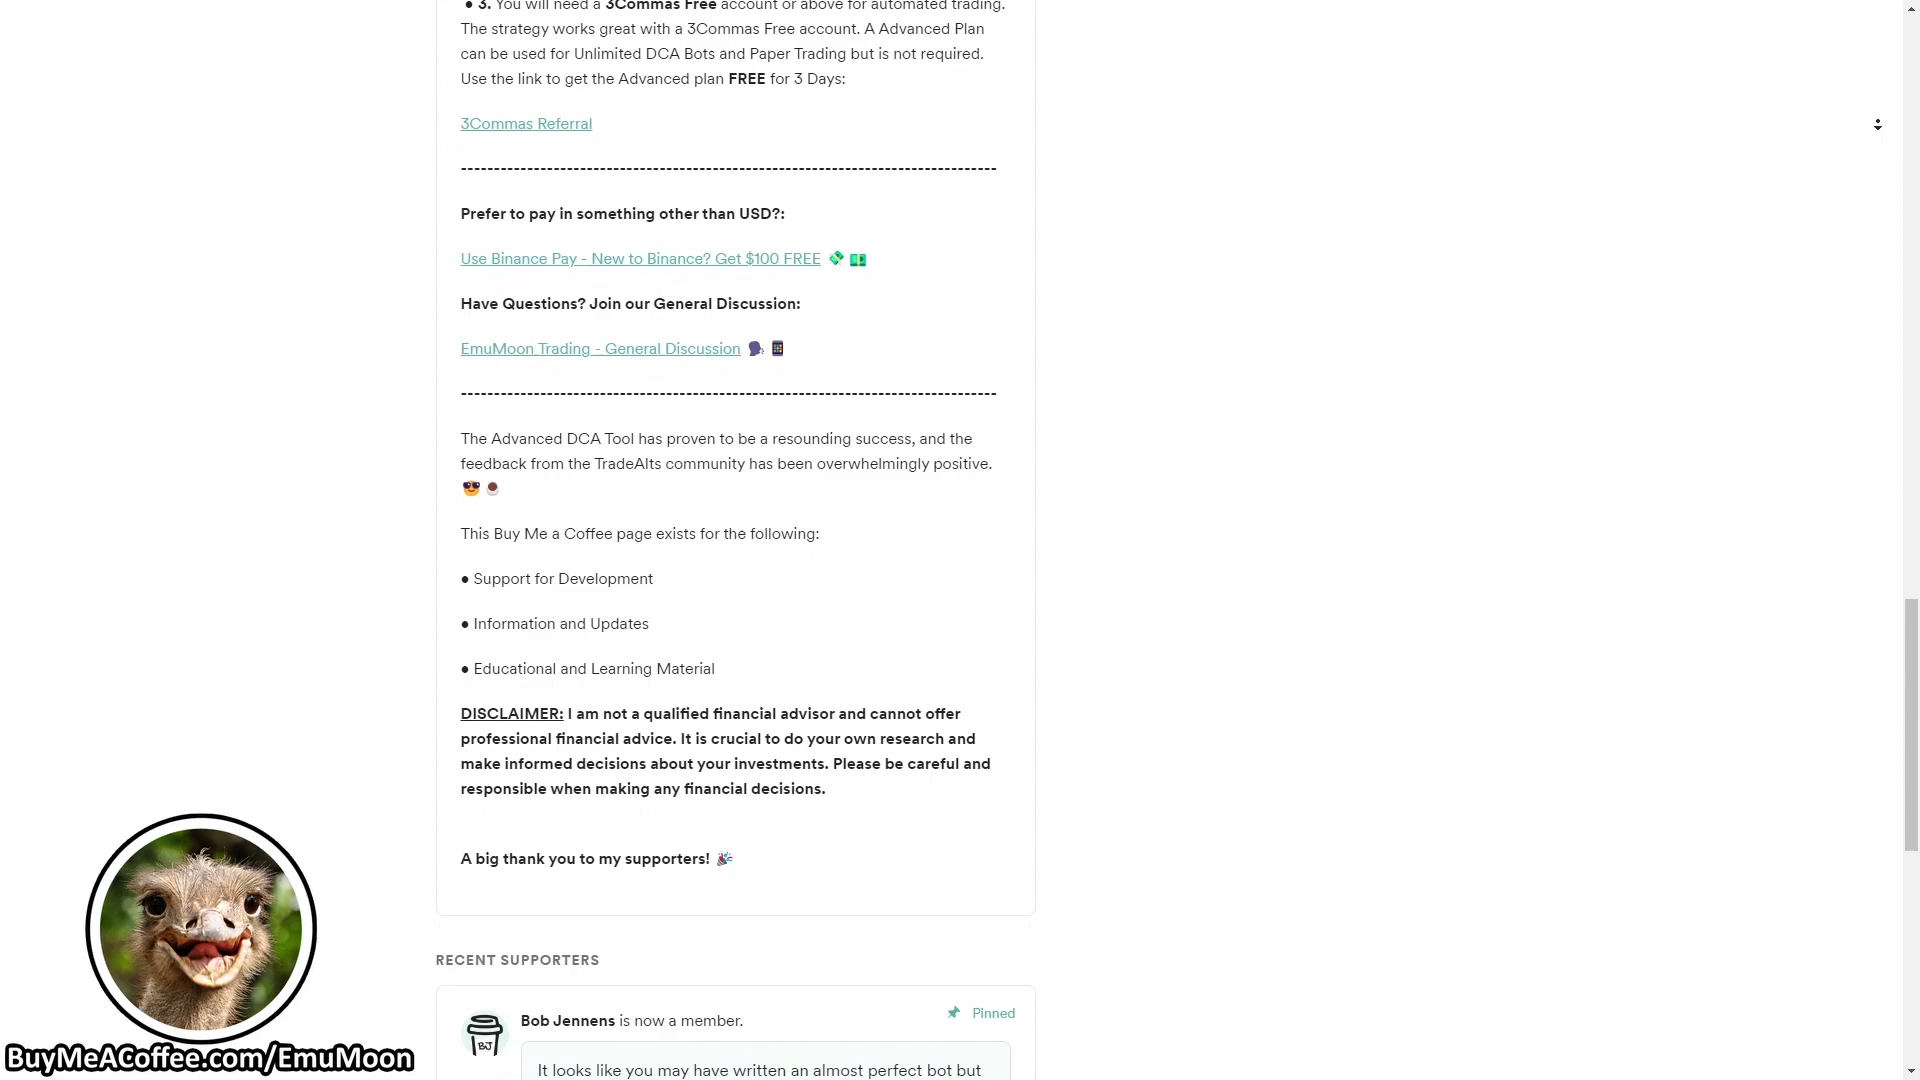 ● 3. You will need a 3Commas Free account or above for automated trading.
The strategy works great with a 3Commas Free account. A Advanced Plan
can be used for Unlimited DCA Bots and Paper Trading but is not required.
Use the link to get the Advanced plan FREE for 3 Days:
3Commas Referral
---------------------------------------------------------------------------------
Prefer to pay in something other than USD?:
Use Binance Pay - New to Binance? Get $100 FREE 💸 💵
Have Questions? Join our General Discussion:
EmuMoon Trading - General Discussion 🗣 📱
---------------------------------------------------------------------------------
The Advanced DCA Tool has proven to be a resounding success, and the
feedback from the TradeAlts community has been overwhelmingly positive.
😎 ☕
This Buy Me a Coffee page exists for the following:
● Support for Development
● Information and Updates
● Educational and Learning Material
DISCLAIMER: I am not a qualified financial advisor and cannot offer
professional financial advice. It is crucial to do your own research and
make informed decisions about your investments. Please be careful and
responsible when making any financial decisions.
A big thank you to my supporters! 🎉
RECENT SUPPORTERS
Pinned
BJ
Bob Jennens is now a member.
It looks like you may have written an almost perfect bot but
BuyMeACoffee.com/EmuMoon